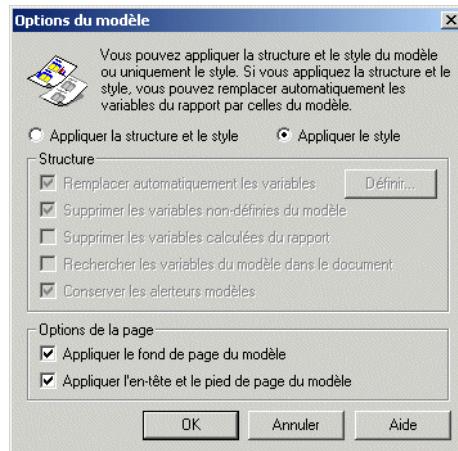 Options du modèle
Vous pouvez appliquer la structure et le style du modèle
ou uniquement le style. Si vous appliquez la structure et le
style, vous pouvez remplacer automatiquement les
variables du rapport par celles du modèle.
Appliquer la structure et le style Appliquer le style
Structure
Remplacer automatiquement les variables Définir...
Supprimer les variables non-définies du modèle
Supprimer les variables calculées du rapport
Rechercher les variables du modèle dans le document
Conserver les alerteurs modèles
Options de la page
Appliquer le fond de page du modèle
Appliquer l'en-tête et le pied de page du modèle
OK Annuler Aide